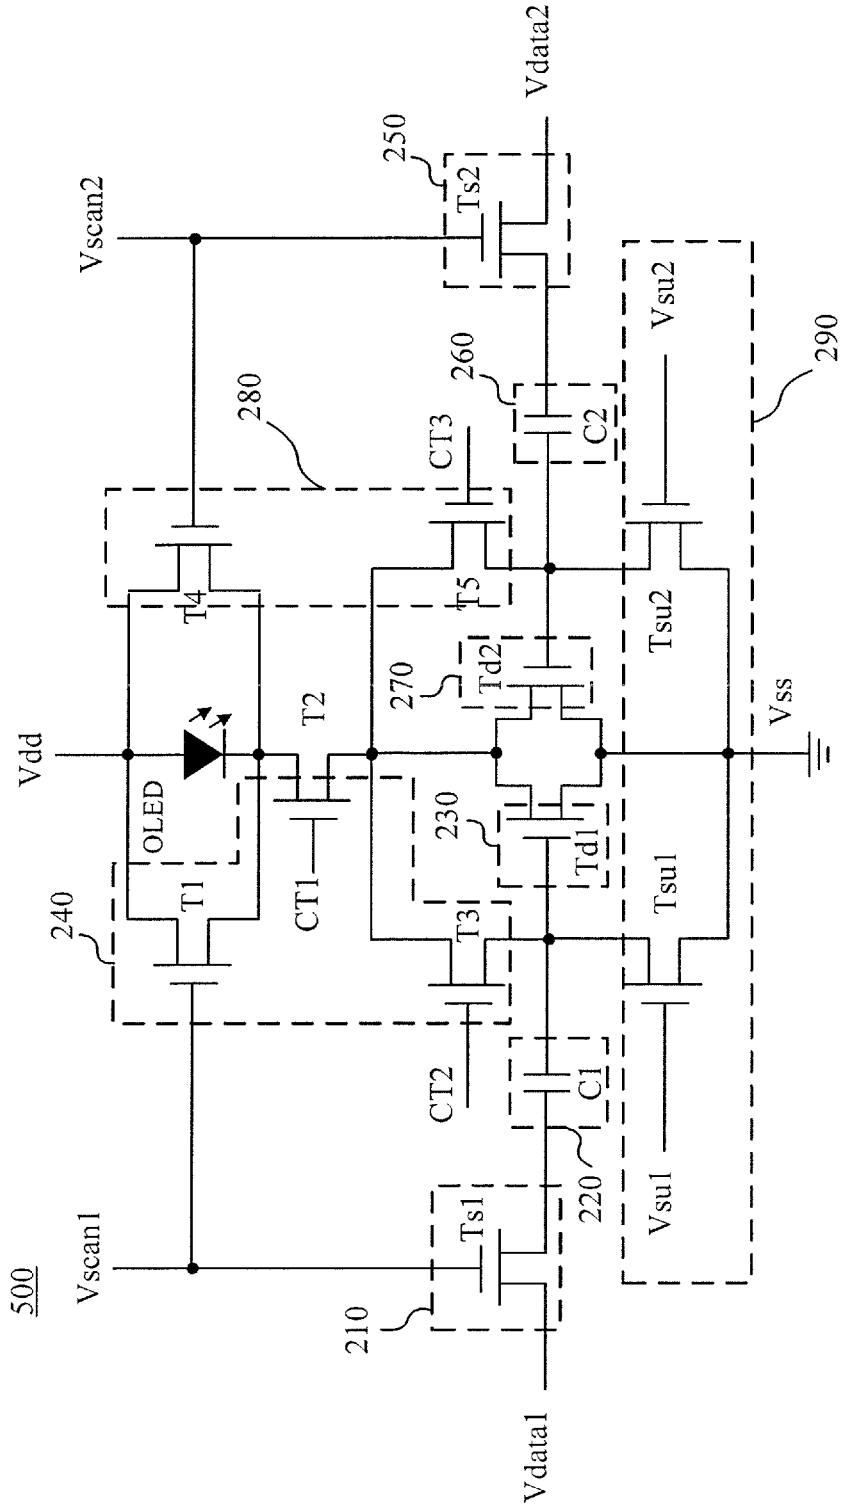 500
Vscan1
Vdd
Vscan2
240
OLED
T1
T4
280
T2
CT1
CT2
T3
T5
CT3
210
Ts1
250
Ts2
230
270
Td1
Td2
260
C1
C2
220
Vdata1
Vdata2
Tsu1
Tsu2
Vsu1
Vsu2
Vss
290